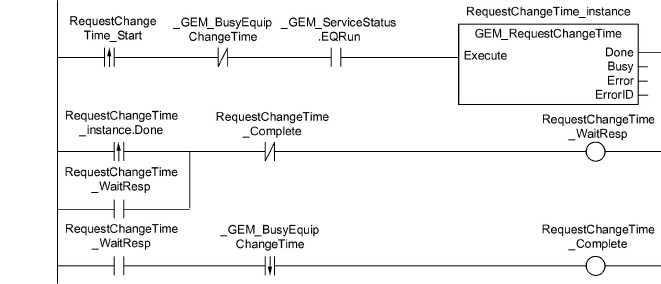 RequestChangeTime_instance
RequestChange _GEM_BusyEquip _GEM_ServiceStatus
Time_Start ChangeTime .EQRun
GEM_RequestChangeTime
Execute Done
Busy
Error
ErrorID
RequestChangeTime RequestChangeTime RequestChangeTime
_instance.Done _Complete _WaitResp
RequestChangeTime
_WaitResp
RequestChangeTime _GEM_BusyEquip RequestChangeTime
_WaitResp ChangeTime _Complete